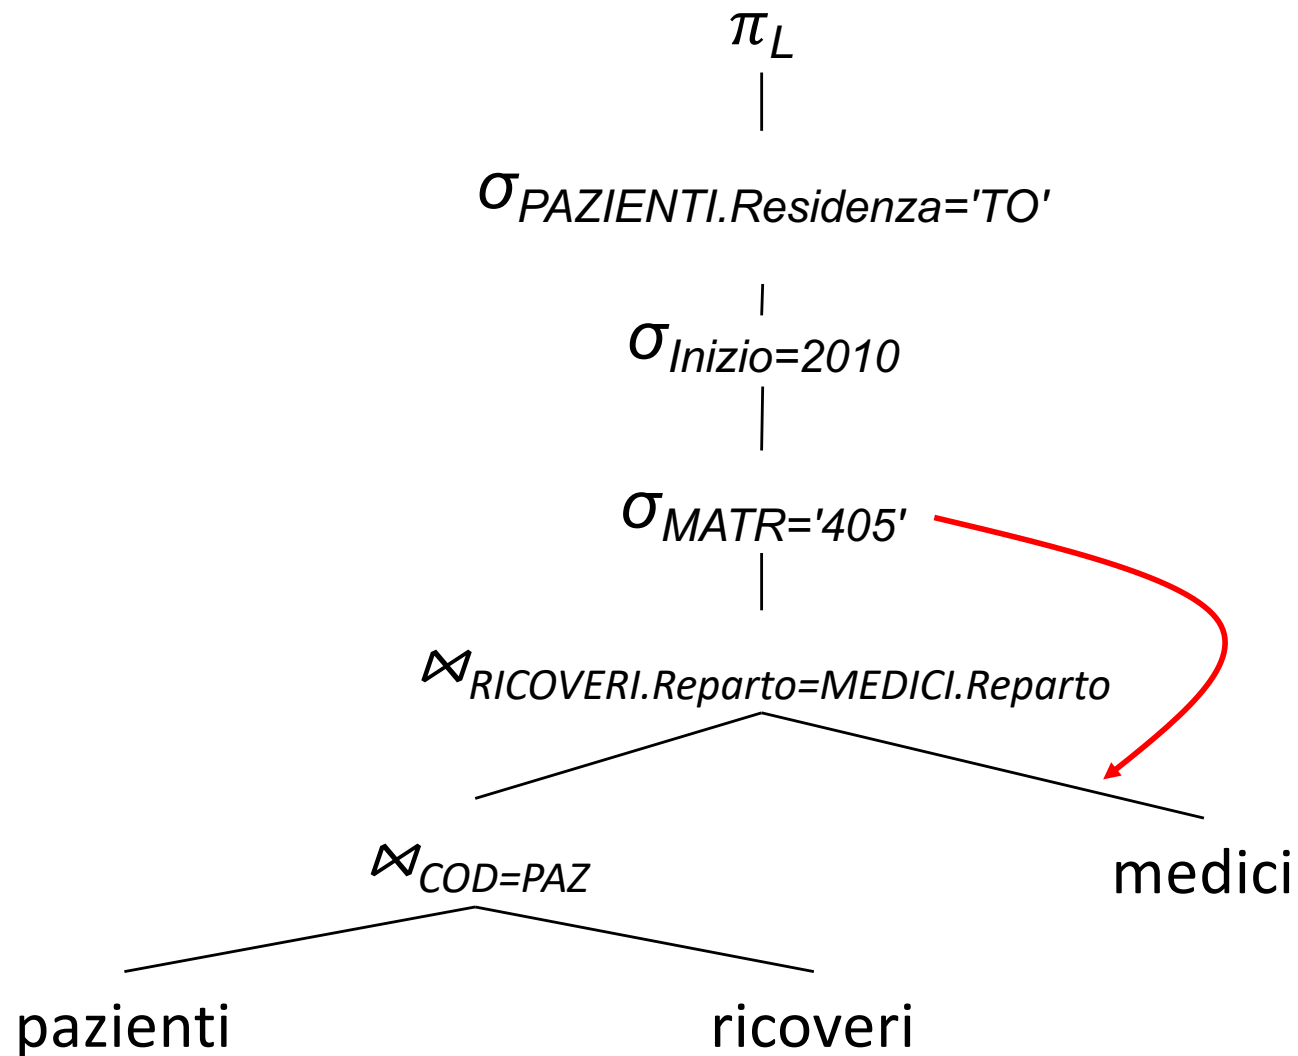 π_L
σ_PAZIENTI.Residenza='TO'
σ_Inizio=2010
σ_MATR='405'
⋈_RICOVERI.Reparto=MEDICI.Reparto
⋈_COD=PAZ
medici
pazienti ricoveri